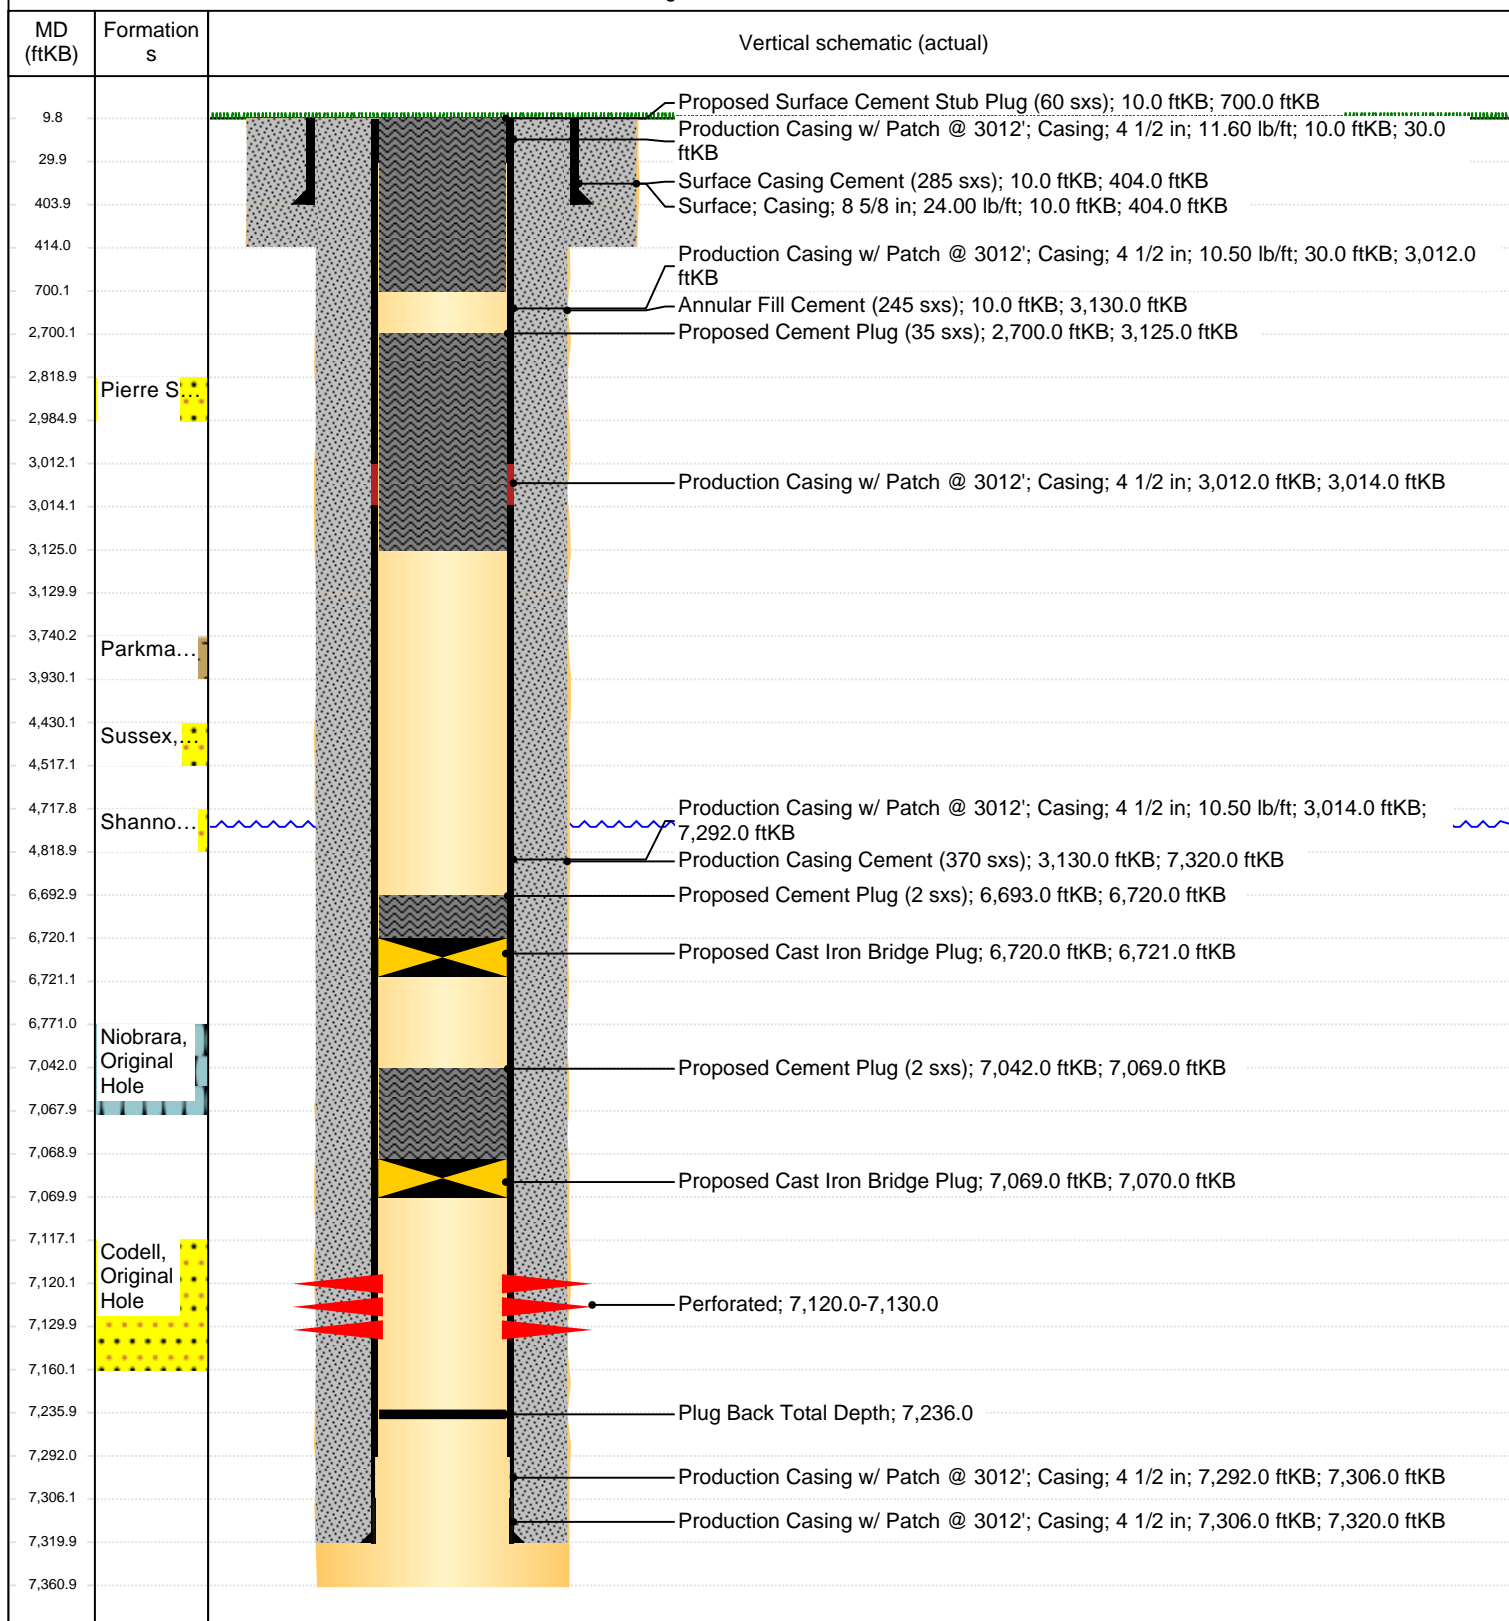 MD
(ftKB)
Formation
s
Vertical schematic (actual)
9.8
29.9
403.9
414.0
700.1
2,700.1
2,818.9
2,984.9
3,012.1
3,014.1
3,125.0
3,129.9
3,740.2
3,930.1
4,430.1
4,517.1
4,717.8
4,818.9
6,692.9
6,720.1
6,721.1
6,771.0
7,042.0
7,067.9
7,068.9
7,069.9
7,117.1
7,120.1
7,129.9
7,160.1
7,235.9
7,292.0
7,306.1
7,319.9
7,360.9
Pierre S...
Parkma...
Sussex,...
Shanno...
Niobrara,
Original
Hole
Codell,
Original
Hole
Proposed Surface Cement Stub Plug (60 sxs); 10.0 ftKB; 700.0 ftKB
Production Casing w/ Patch @ 3012'; Casing; 4 1/2 in; 11.60 lb/ft; 10.0 ftKB; 30.0
ftKB
Surface Casing Cement (285 sxs); 10.0 ftKB; 404.0 ftKB
Surface; Casing; 8 5/8 in; 24.00 lb/ft; 10.0 ftKB; 404.0 ftKB
Production Casing w/ Patch @ 3012'; Casing; 4 1/2 in; 10.50 lb/ft; 30.0 ftKB; 3,012.0
ftKB
Annular Fill Cement (245 sxs); 10.0 ftKB; 3,130.0 ftKB
Proposed Cement Plug (35 sxs); 2,700.0 ftKB; 3,125.0 ftKB
Production Casing w/ Patch @ 3012'; Casing; 4 1/2 in; 3,012.0 ftKB; 3,014.0 ftKB
Production Casing w/ Patch @ 3012'; Casing; 4 1/2 in; 10.50 lb/ft; 3,014.0 ftKB;
7,292.0 ftKB
Production Casing Cement (370 sxs); 3,130.0 ftKB; 7,320.0 ftKB
Proposed Cement Plug (2 sxs); 6,693.0 ftKB; 6,720.0 ftKB
Proposed Cast Iron Bridge Plug; 6,720.0 ftKB; 6,721.0 ftKB
Proposed Cement Plug (2 sxs); 7,042.0 ftKB; 7,069.0 ftKB
Proposed Cast Iron Bridge Plug; 7,069.0 ftKB; 7,070.0 ftKB
Perforated; 7,120.0-7,130.0
Plug Back Total Depth; 7,236.0
Production Casing w/ Patch @ 3012'; Casing; 4 1/2 in; 7,292.0 ftKB; 7,306.0 ftKB
Production Casing w/ Patch @ 3012'; Casing; 4 1/2 in; 7,306.0 ftKB; 7,320.0 ftKB